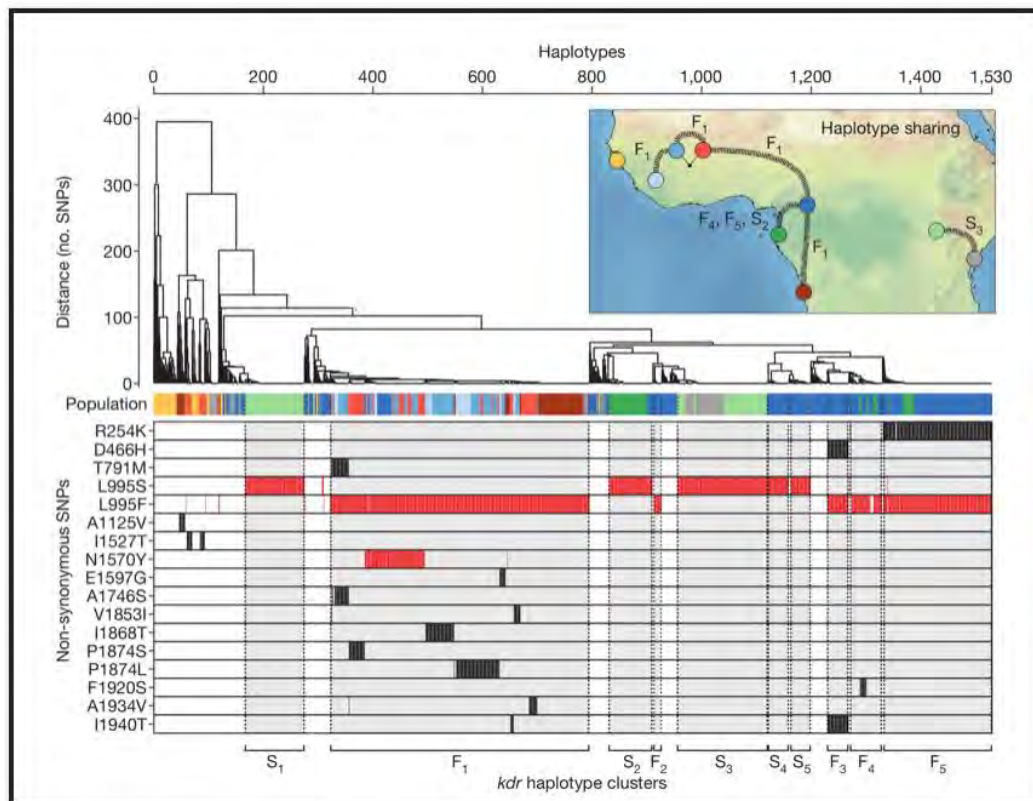 Haplotypes
0 200 400 600 800 1,000 1,200 1,400 1,530
Distance (no. SNPs)
400
300
200
100
0
Haplotype sharing
F1
F1 F1
F4, F5, S2
F1
S3
Population
Non-synonymous SNPs
R254K
D466H
T791M
L995S
L995F
A1125V
I1527T
N1570Y
E1597G
A1746S
V1853I
I1868T
P1874S
P1874L
F1920S
A1934V
I1940T
S1 F1 S2 F2 S3 S4 S5 F3 F4 F5
kdr haplotype clusters